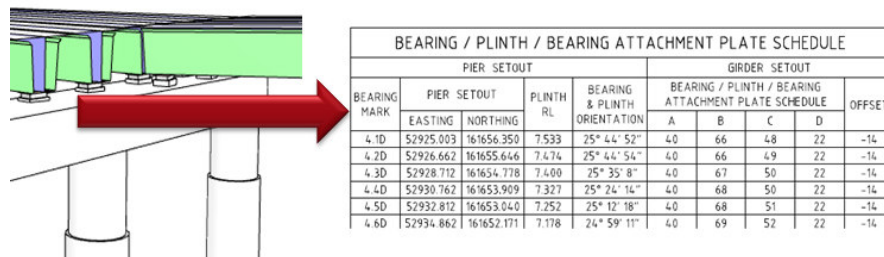 BEARING / PLINTH / BEARING ATTACHMENT PLATE SCHEDULE
PIER SETOUT GIRDER SETOUT
BEARING MARK PIER SETOUT PLINTH RL BEARING & PLINTH ORIENTATION BEARING / PLINTH / BEARING ATTACHMENT PLATE SCHEDULE OFFSET
EASTING NORTHING A B C D
4.1D 52925.003 161656.350 7.533 25° 44' 52" 40 66 48 22 -14
4.2D 52926.662 161655.646 7.474 25° 44' 54" 40 66 49 22 -14
4.3D 52928.712 161654.778 7.400 25° 35' 8" 40 67 50 22 -14
4.4D 52930.762 161653.909 7.327 25° 24' 14" 40 68 50 22 -14
4.5D 52932.812 161653.040 7.252 25° 12' 18" 40 68 51 22 -14
4.6D 52934.862 161652.171 7.178 24° 59' 11" 40 69 52 22 -14